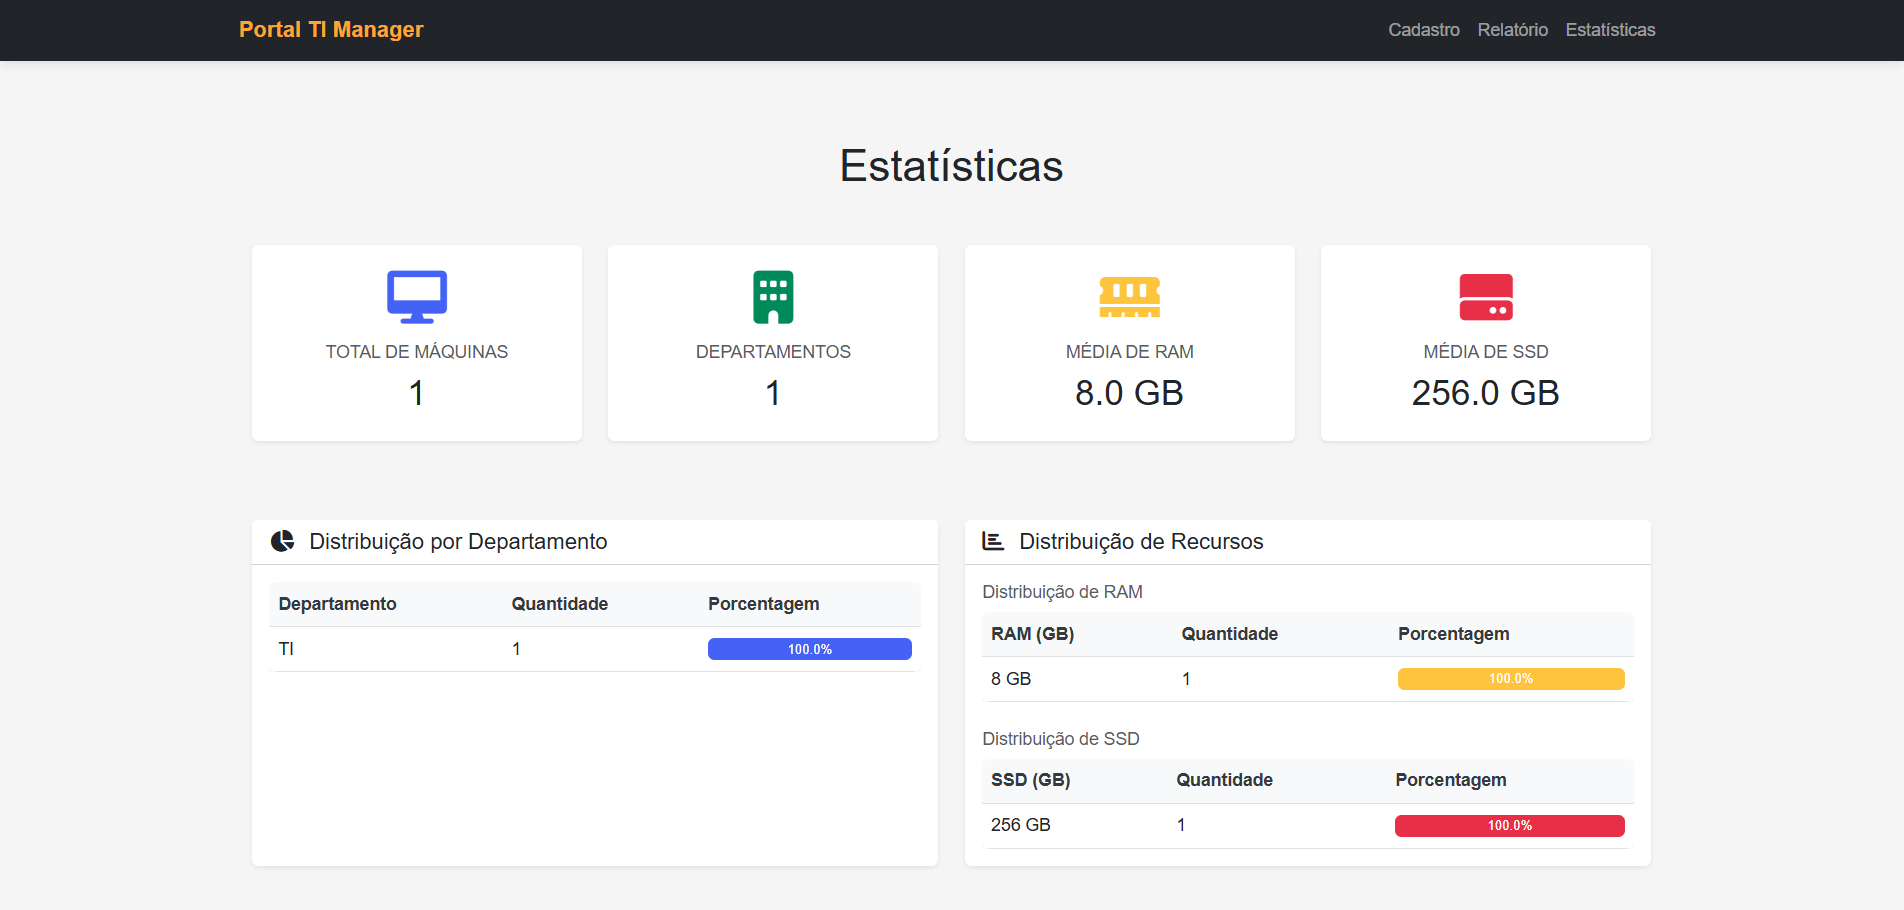 Portal TI Manager
Cadastro Relatório Estatísticas
Estatísticas
TOTAL DE MÁQUINAS
1
DEPARTAMENTOS
1
MÉDIA DE RAM
8.0 GB
MÉDIA DE SSD
256.0 GB
Distribuição por Departamento
Departamento Quantidade Porcentagem
TI 1 100.0%
Distribuição de Recursos
Distribuição de RAM
RAM (GB) Quantidade Porcentagem
8 GB 1 100.0%
Distribuição de SSD
SSD (GB) Quantidade Porcentagem
256 GB 1 100.0%